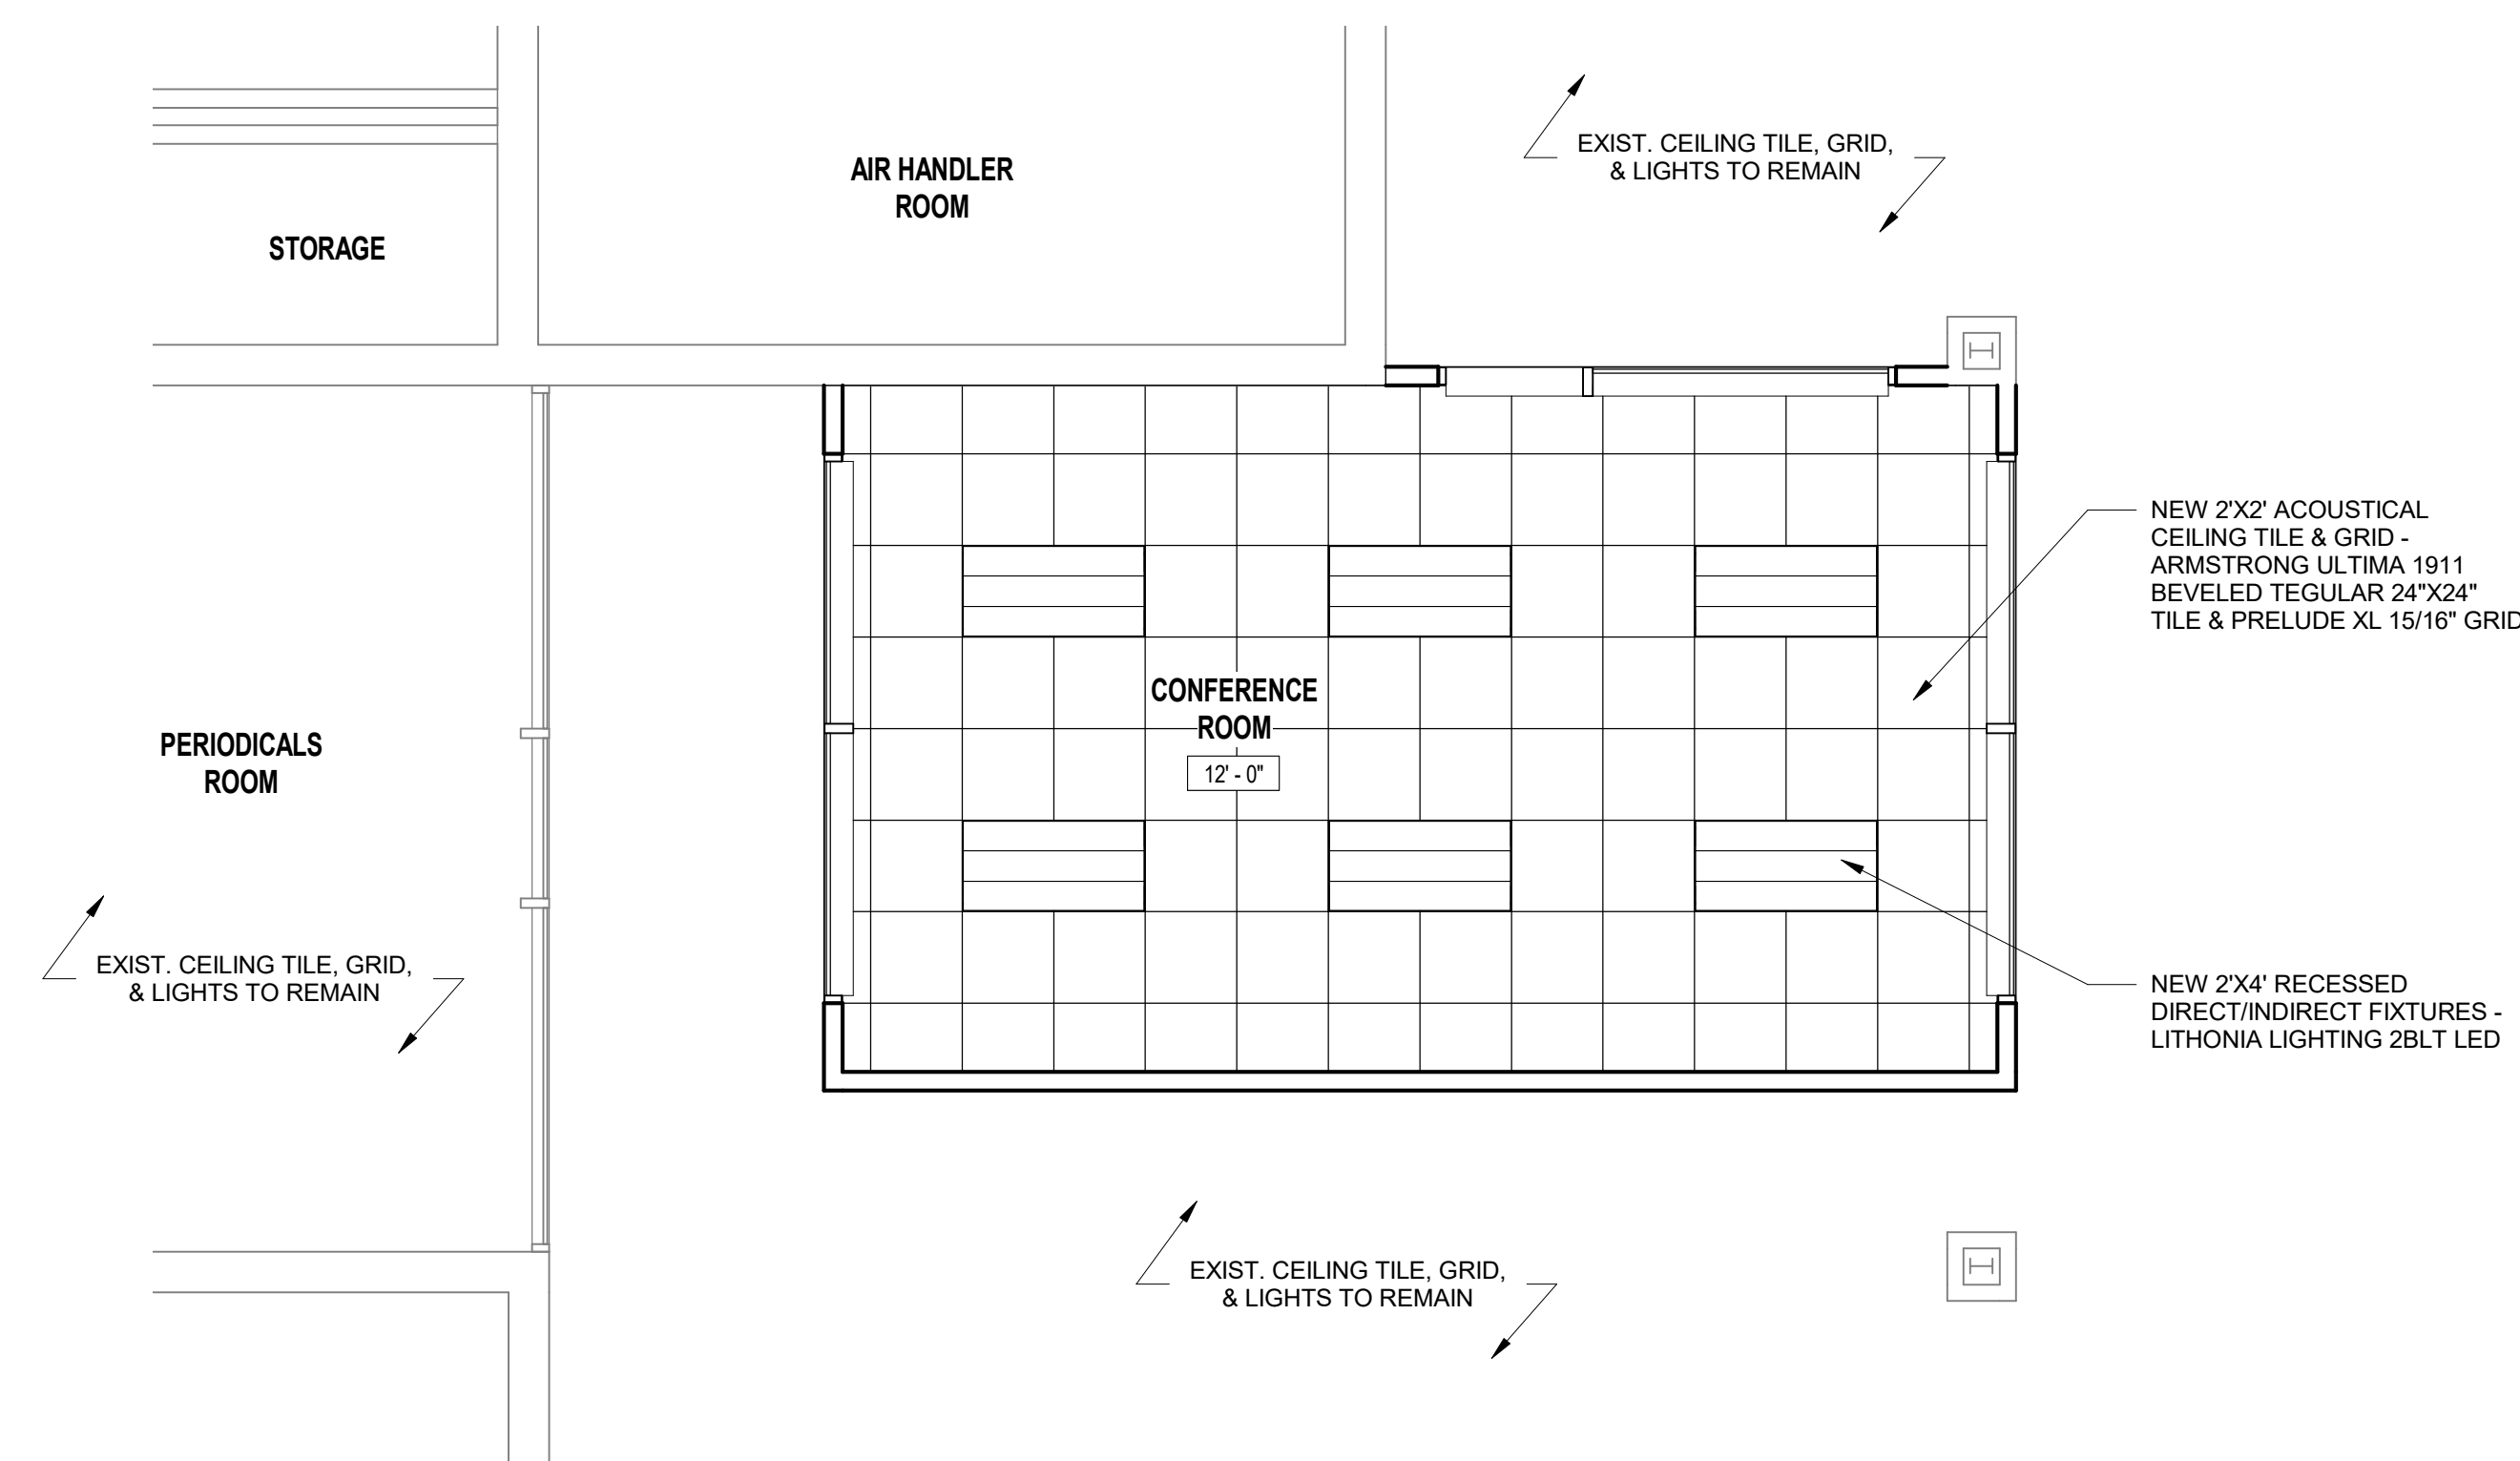 EXIST. CEILING TILE, GRID,
& LIGHTS TO REMAIN
AIR HANDLER
ROOM
STORAGE
NEW 2'X2' ACOUSTICAL
CEILING TILE & GRID -
ARMSTRONG ULTIMA 1911
BEVELED TEGULAR 24"X24"
TILE & PRELUDE XL 15/16" GRID
CONFERENCE
ROOM
12' - 0"
PERIODICALS
ROOM
EXIST. CEILING TILE, GRID,
& LIGHTS TO REMAIN
NEW 2'X4' RECESSED
DIRECT/INDIRECT FIXTURES -
LITHONIA LIGHTING 2BLT LED
EXIST. CEILING TILE, GRID,
& LIGHTS TO REMAIN